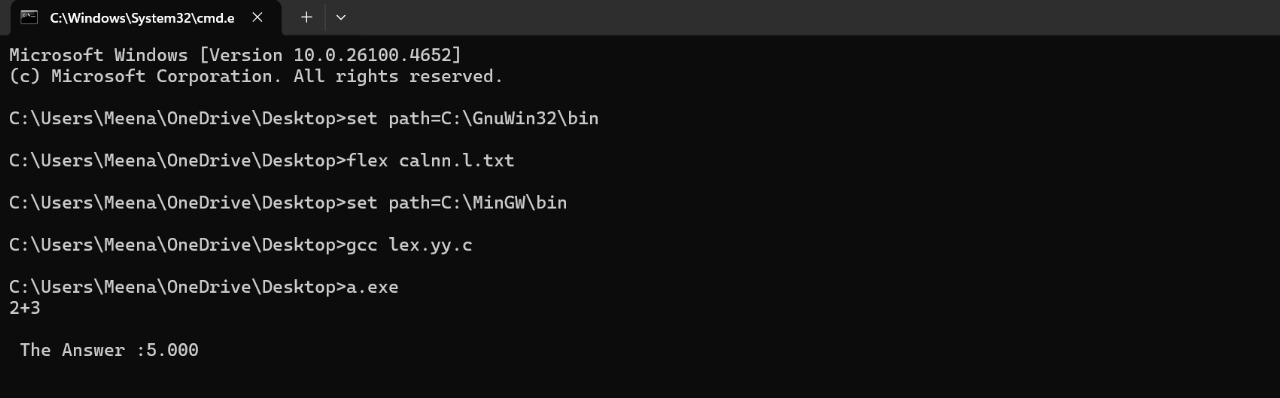 C:\Windows\System32\cmd.e
Microsoft Windows [Version 10.0.26100.4652]
(c) Microsoft Corporation. All rights reserved.
C:\Users\Meena\OneDrive\Desktop>set path=C:\GnuWin32\bin
C:\Users\Meena\OneDrive\Desktop>flex calnn.l.txt
C:\Users\Meena\OneDrive\Desktop>set path=C:\MinGW\bin
C:\Users\Meena\OneDrive\Desktop>gcc lex.yy.c
C:\Users\Meena\OneDrive\Desktop>a.exe
2+3
The Answer :5.000